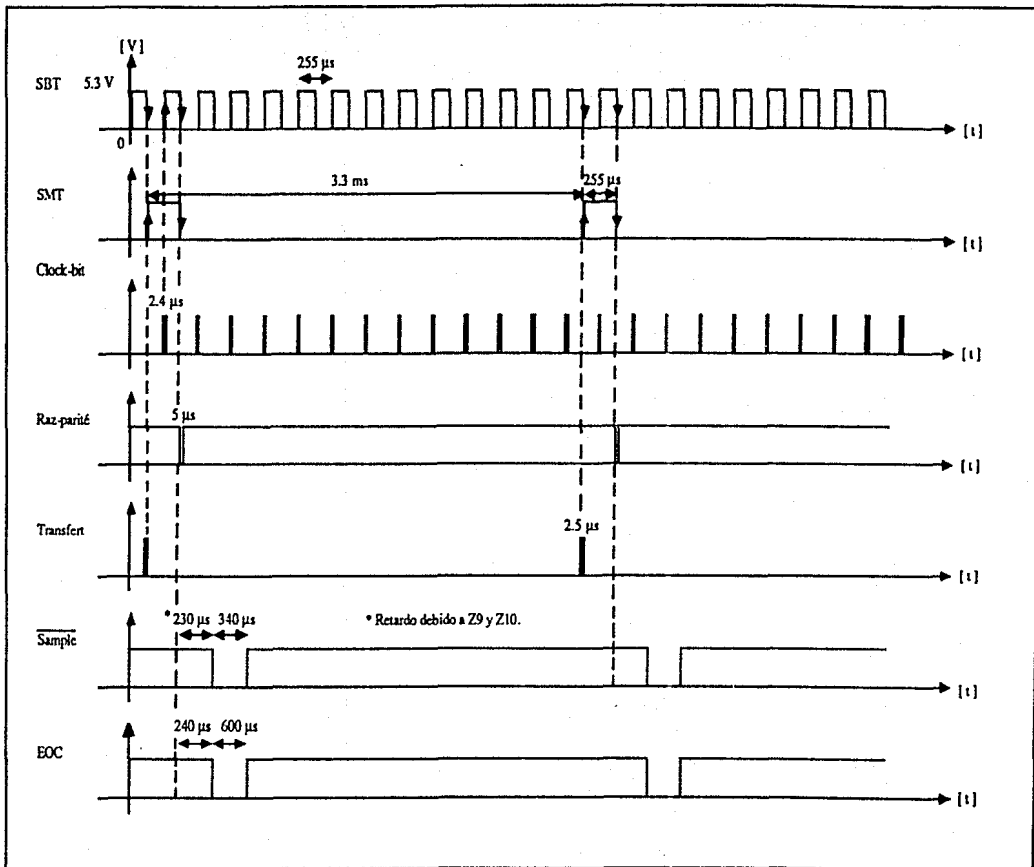 [V]
255 µs
SBT 5.3 V
[t]
0
SMT
3.3 ms
255 µs
[t]
Clock-bit
2.4 µs
[t]
Raz-parité
5 µs
[t]
Transfert
2.5 µs
[t]
* 230 µs 340 µs
* Retardo debido a Z9 y Z10.
Sample
[t]
240 µs 600 µs
EOC
[t]